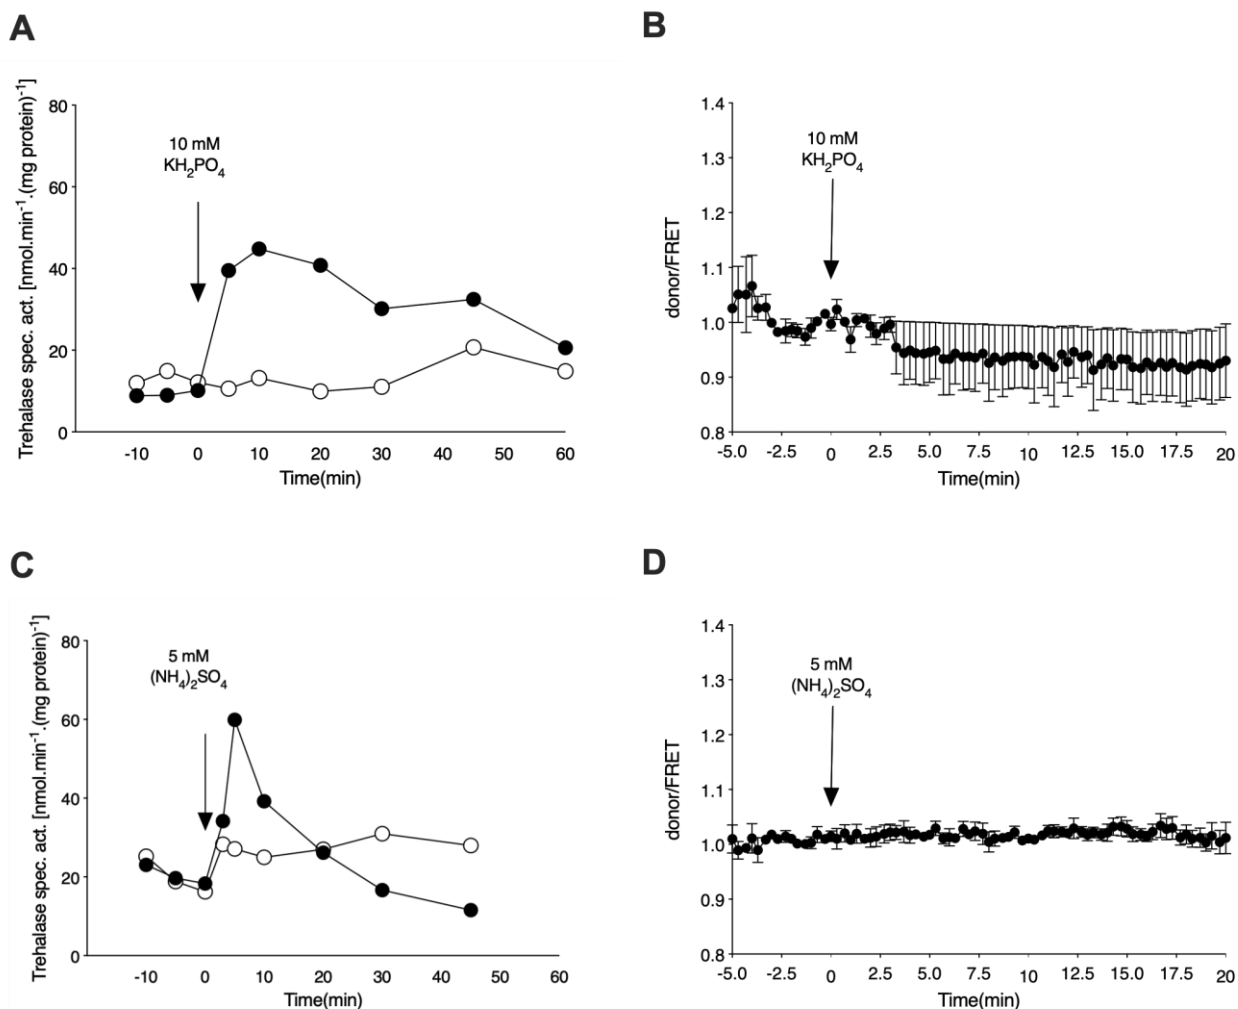 A
Trehalase spec. act. [nmol.min⁻¹.(mg protein)⁻¹]
80
60
40
20
0
10 mM
KH₂PO₄
-10 0 10 20 30 40 50 60
Time(min)
B
donor/FRET
1.4
1.3
1.2
1.1
1.0
0.9
0.8
10 mM
KH₂PO₄
-5.0 -2.5 0 2.5 5.0 7.5 10 12.5 15.0 17.5 20
Time(min)
C
Trehalase spec. act. [nmol.min⁻¹.(mg protein)⁻¹]
80
60
40
20
0
5 mM
(NH₄)₂SO₄
-10 0 10 20 30 40 50 60
Time(min)
D
donor/FRET
1.4
1.3
1.2
1.1
1.0
0.9
0.8
5 mM
(NH₄)₂SO₄
-5.0 -2.5 0 2.5 5.0 7.5 10 12.5 15.0 17.5 20
Time(min)